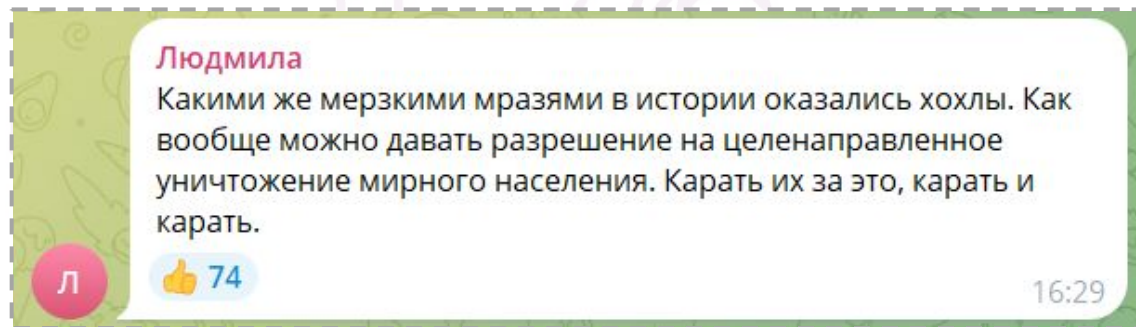 Людмила
Какими же мерзкими мразями в истории оказались хохлы. Как
вообще можно давать разрешение на целенаправленное
уничтожение мирного населения. Карать их за это, карать и
карать.
👍 74
16:29
Л